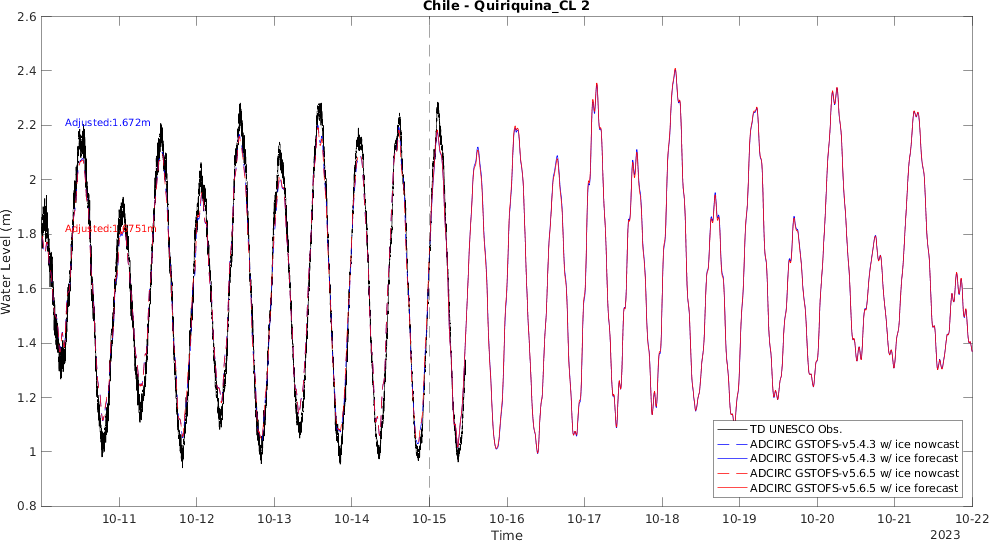 Chile - Quiriquina_CL 2
2.6
2.4
2.2
2
1.8
1.6
1.4
1.2
1
0.8
Water Level (m)
Adjusted:1.672m
TD UNESCO Obs.
ADCIRC GSTOFS-v5.4.3 w/ ice nowcast
ADCIRC GSTOFS-v5.4.3 w/ ice forecast
ADCIRC GSTOFS-v5.6.5 w/ ice nowcast
ADCIRC GSTOFS-v5.6.5 w/ ice forecast
10-11 10-12 10-13 10-14 10-15 10-16 10-17 10-18 10-19 10-20 10-21 10-22
Time
2023